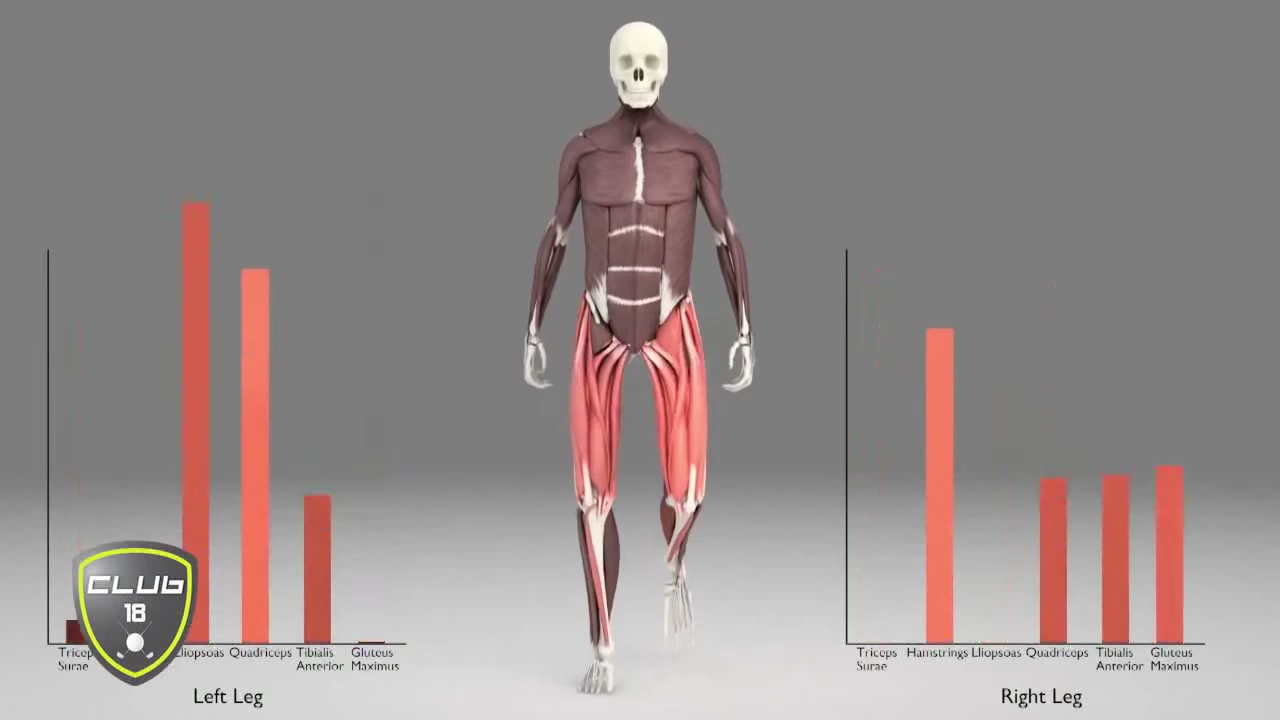 CLUB
18
Triceps
Surae
Lliopsoas
Quadriceps
Tibialis
Anterior
Gluteus
Maximus
Left Leg
Triceps
Surae
Hamstrings
Lliopsoas
Quadriceps
Tibialis
Anterior
Gluteus
Maximus
Right Leg